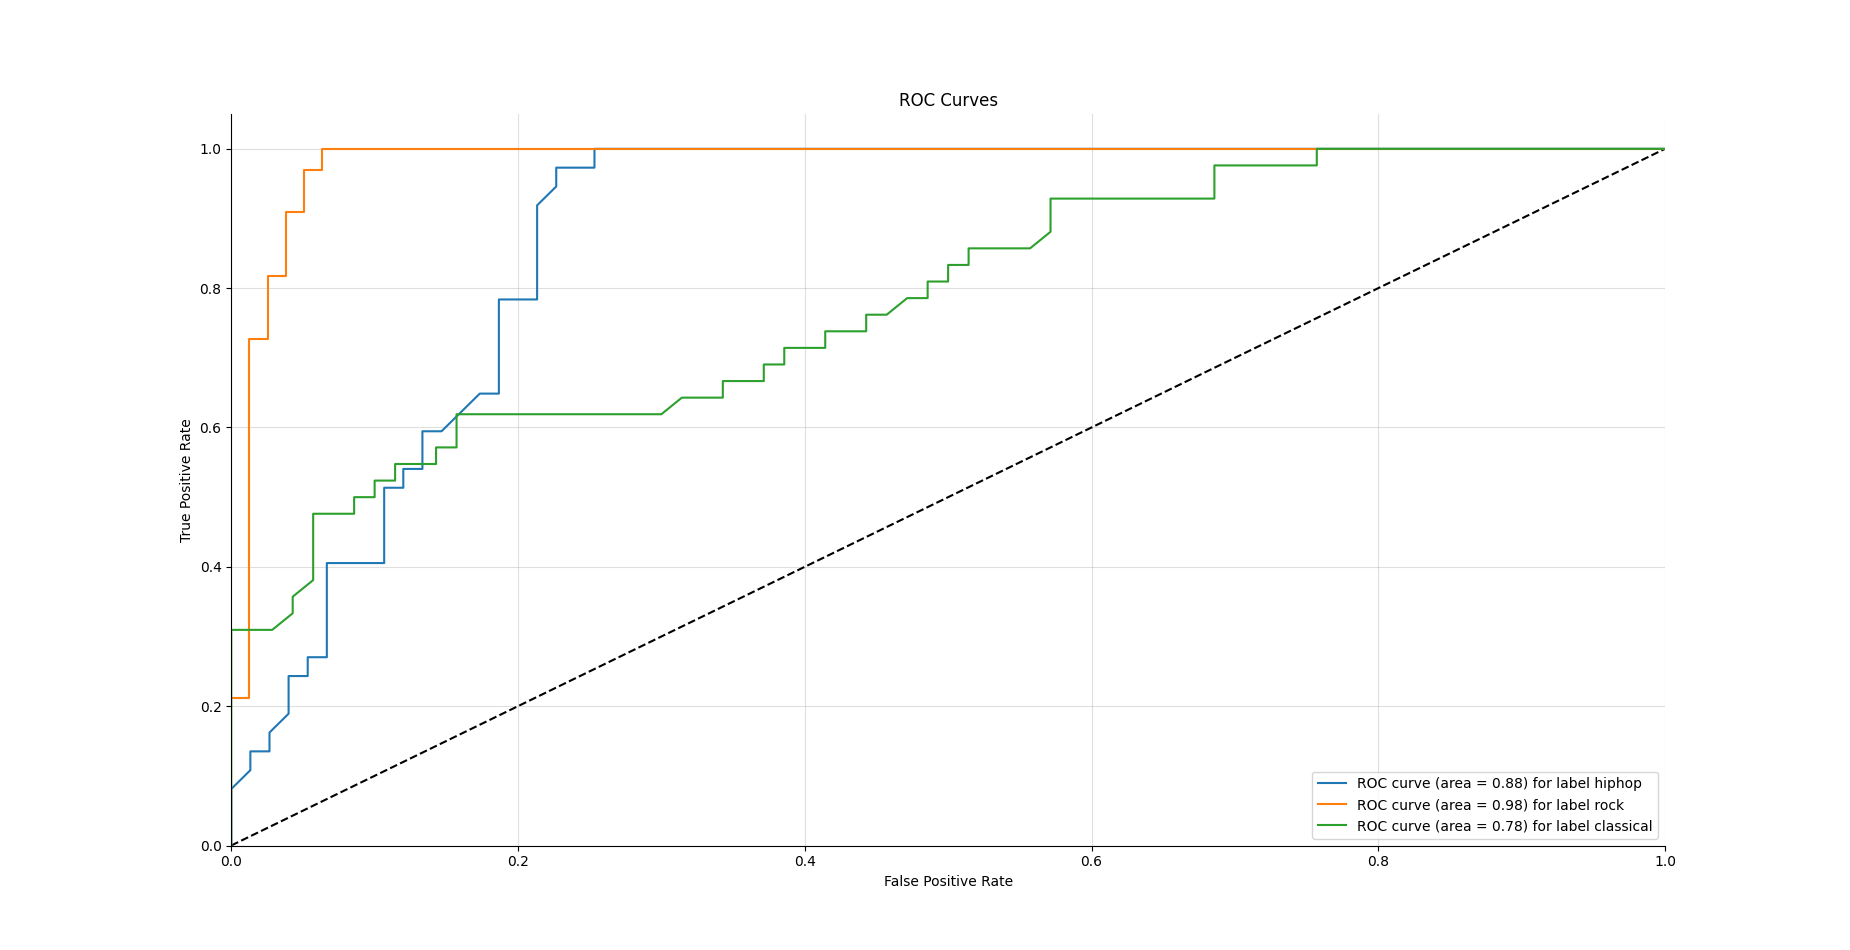 ROC Curves
1.0
0.8
0.6
0.4
0.2
0.0
True Positive Rate
0.0 0.2 0.4 0.6 0.8 1.0
False Positive Rate
ROC curve (area = 0.88) for label hiphop
ROC curve (area = 0.98) for label rock
ROC curve (area = 0.78) for label classical